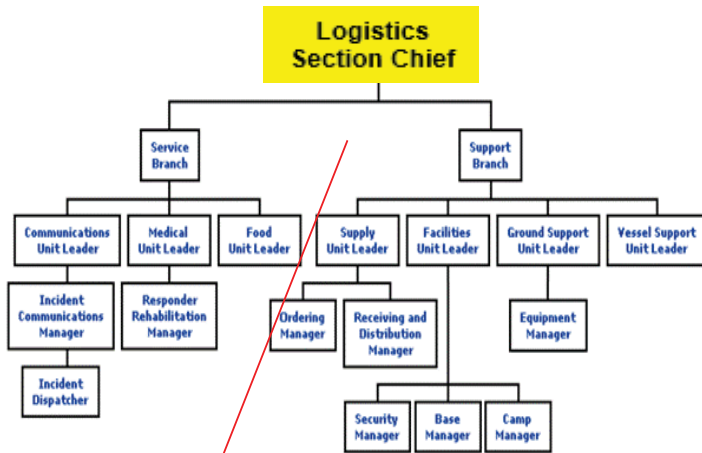 Logistics
Section Chief
Service
Branch
Support
Branch
Communications
Unit Leader
Medical
Unit Leader
Food
Unit Leader
Supply
Unit Leader
Facilities
Unit Leader
Ground Support
Unit Leader
Vessel Support
Unit Leader
Incident
Communications
Manager
Responder
Rehabilitation
Manager
Ordering
Manager
Receiving and
Distribution
Manager
Equipment
Manager
Incident
Dispatcher
Security
Manager
Base
Manager
Camp
Manager